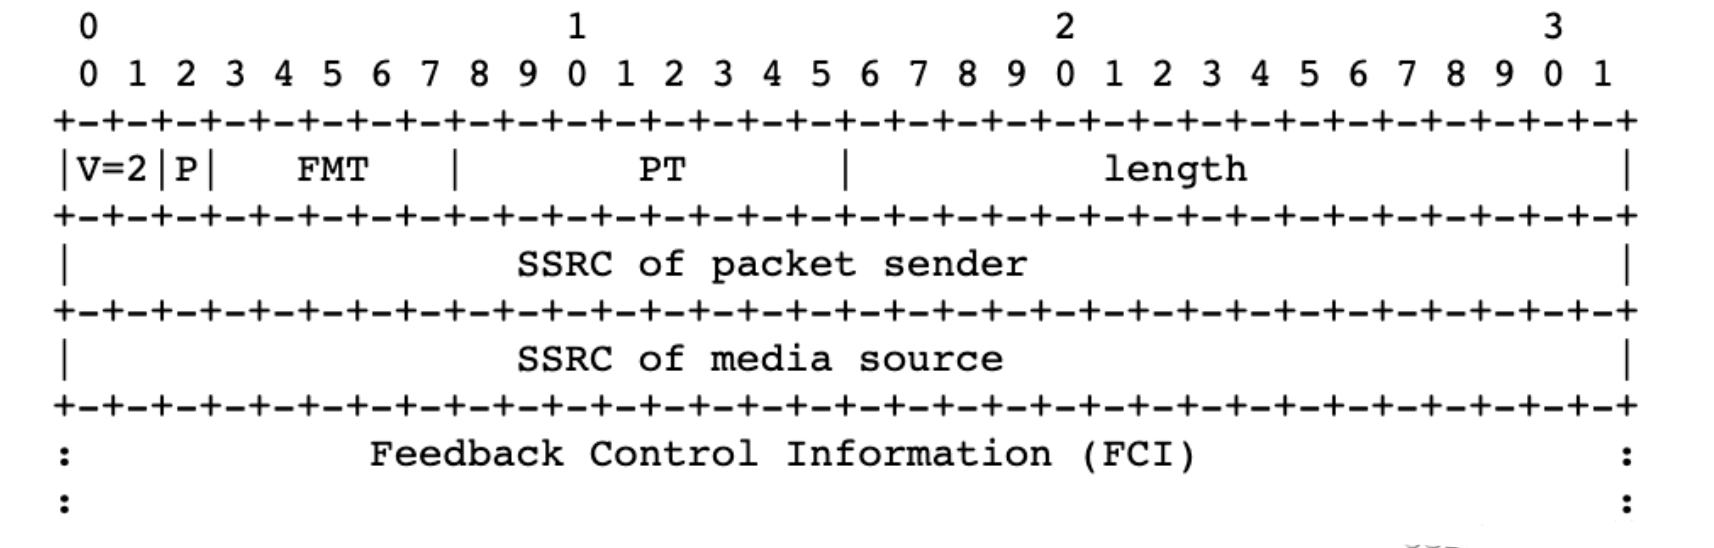 0                   1                   2                   3
 0 1 2 3 4 5 6 7 8 9 0 1 2 3 4 5 6 7 8 9 0 1 2 3 4 5 6 7 8 9 0 1
+-+-+-+-+-+-+-+-+-+-+-+-+-+-+-+-+-+-+-+-+-+-+-+-+-+-+-+-+-+-+-+-+
|V=2|P|   FMT   |       PT      |          length               |
+-+-+-+-+-+-+-+-+-+-+-+-+-+-+-+-+-+-+-+-+-+-+-+-+-+-+-+-+-+-+-+-+
|                  SSRC of packet sender                        |
+-+-+-+-+-+-+-+-+-+-+-+-+-+-+-+-+-+-+-+-+-+-+-+-+-+-+-+-+-+-+-+-+
|                  SSRC of media source                         |
+-+-+-+-+-+-+-+-+-+-+-+-+-+-+-+-+-+-+-+-+-+-+-+-+-+-+-+-+-+-+-+-+
:            Feedback Control Information (FCI)                 :
:                                                               :